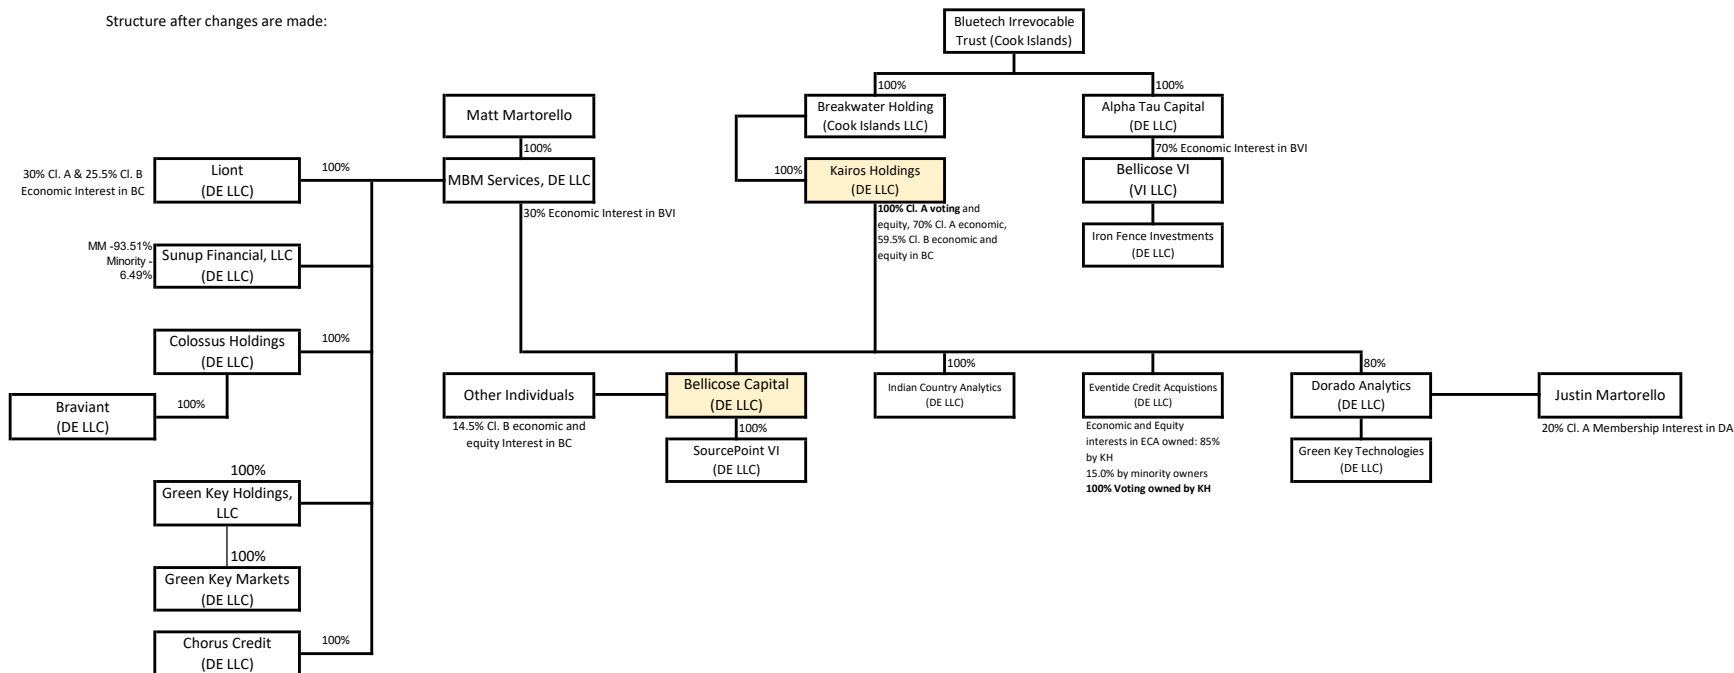 Structure after changes are made:
Bluetech Irrevocable
Trust (Cook Islands)
100%
100%
Matt Martorello
Breakwater Holding
(Cook Islands LLC)
Alpha Tau Capital
(DE LLC)
100%
70% Economic Interest in BVI
30% Cl. A & 25.5% Cl. B
Economic Interest in BC
Liont
(DE LLC)
100%
MBM Services, DE LLC
100%
Kairos Holdings
(DE LLC)
Bellicose VI
(VI LLC)
30% Economic Interest in BVI
100% Cl. A voting and
equity, 70% Cl. A economic,
59.5% Cl. B economic and
equity in BC
Iron Fence Investments
(DE LLC)
MM -93.51%
Minority -
6.49%
Sunup Financial, LLC
(DE LLC)
Colossus Holdings
(DE LLC)
100%
100%
80%
Braviant
(DE LLC)
100%
Other Individuals
14.5% Cl. B economic and
equity Interest in BC
Bellicose Capital
(DE LLC)
100%
SourcePoint VI
(DE LLC)
Indian Country Analytics
(DE LLC)
Eventide Credit Acquistions
(DE LLC)
Economic and Equity
interests in ECA owned: 85%
by KH
15.0% by minority owners
100% Voting owned by KH
Dorado Analytics
(DE LLC)
Green Key Technologies
(DE LLC)
Justin Martorello
20% Cl. A Membership Interest in DA
100%
Green Key Holdings,
LLC
100%
Green Key Markets
(DE LLC)
Chorus Credit
(DE LLC)
100%